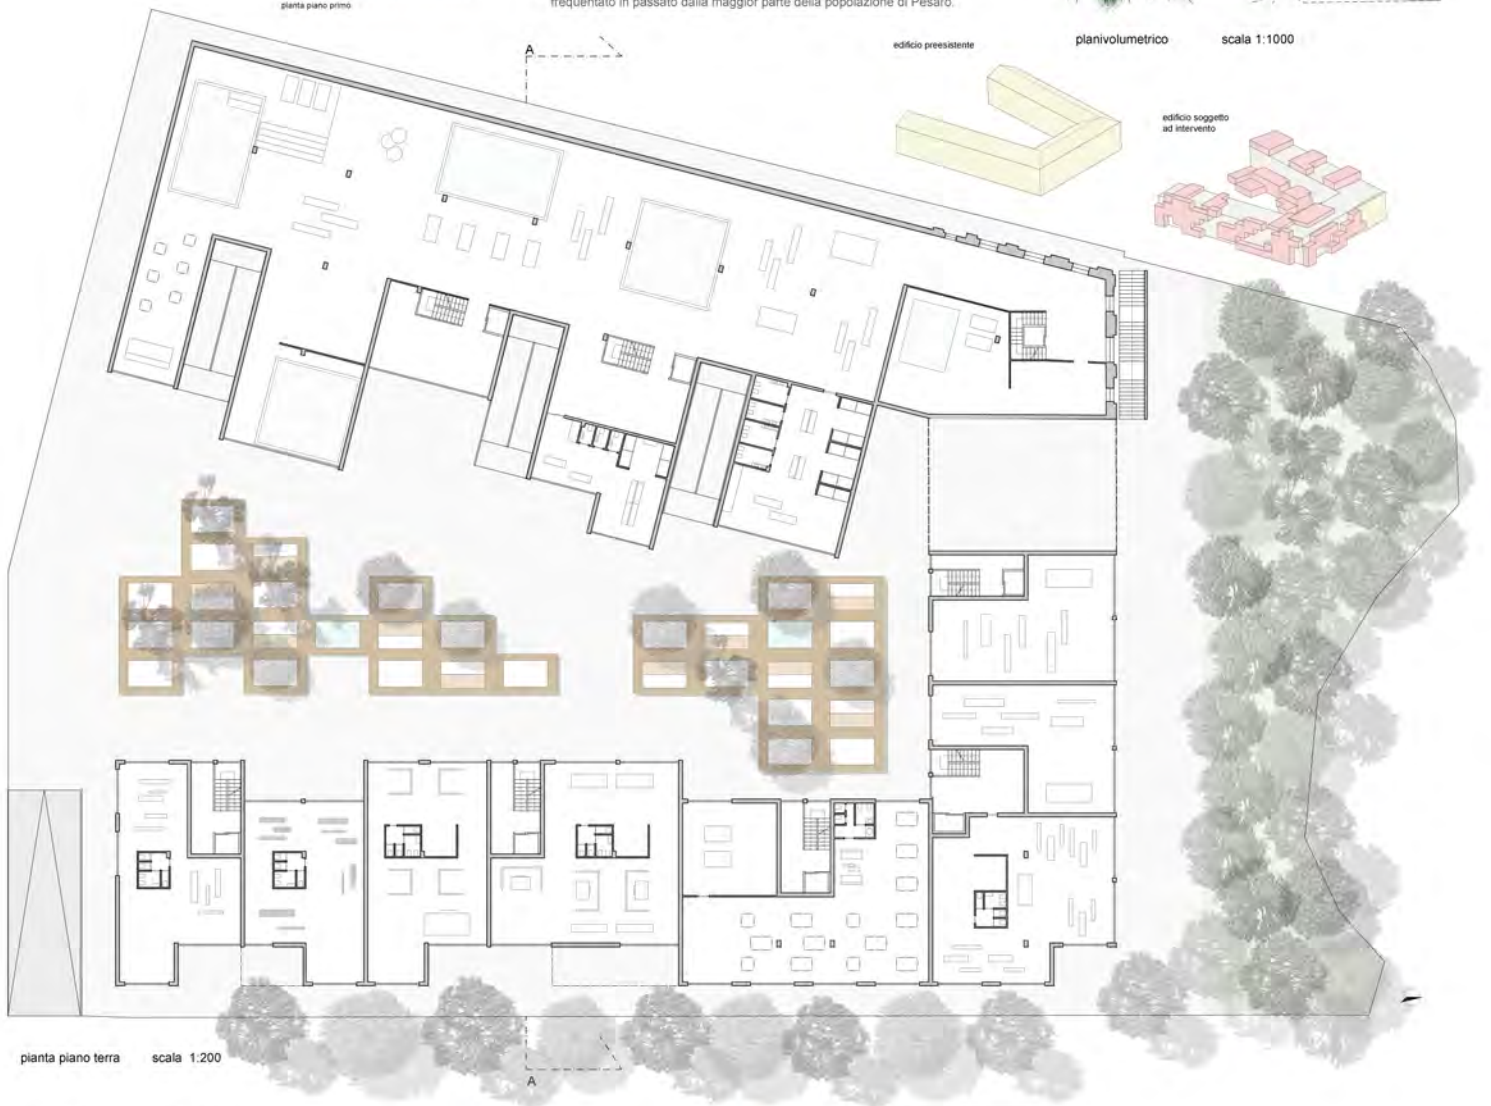 planta piano primo
frequentato in passato dalla maggior parte della popolazione di Pesaro.
planivolumetrico scala 1:1000
A
edificio preesistente
edificio soggetto
ad intervento
pianta piano terra scala 1:200
A